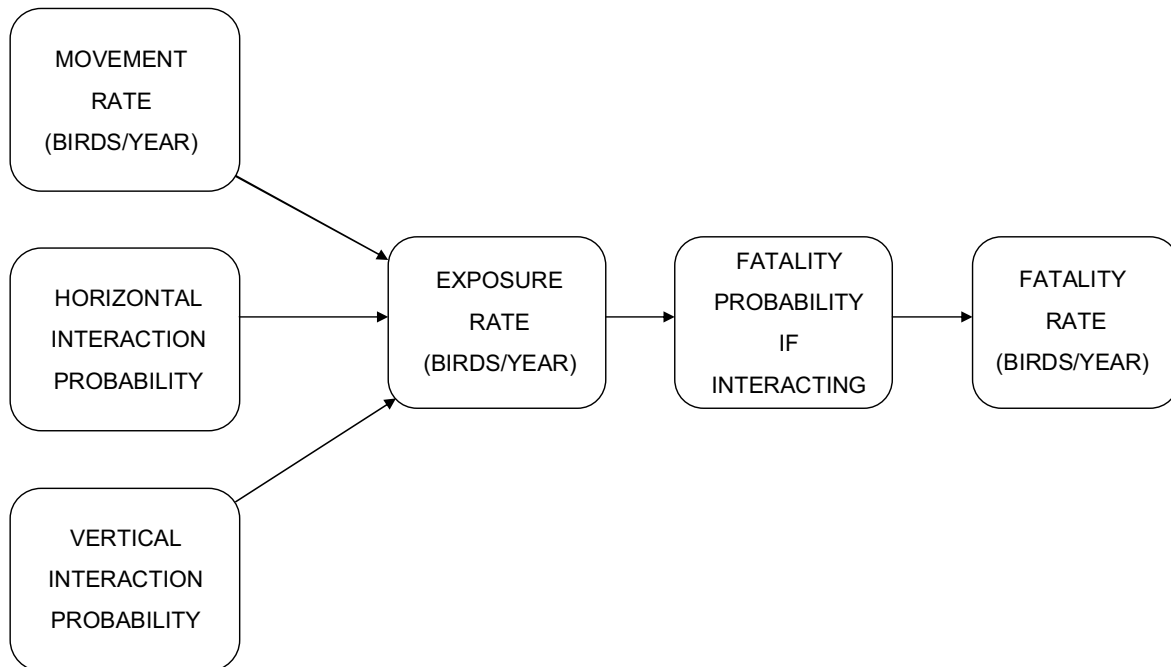 MOVEMENT
RATE
(BIRDS/YEAR)
HORIZONTAL
INTERACTION
PROBABILITY
VERTICAL
INTERACTION
PROBABILITY
EXPOSURE
RATE
(BIRDS/YEAR)
FATALITY
PROBABILITY
IF
INTERACTING
FATALITY
RATE
(BIRDS/YEAR)